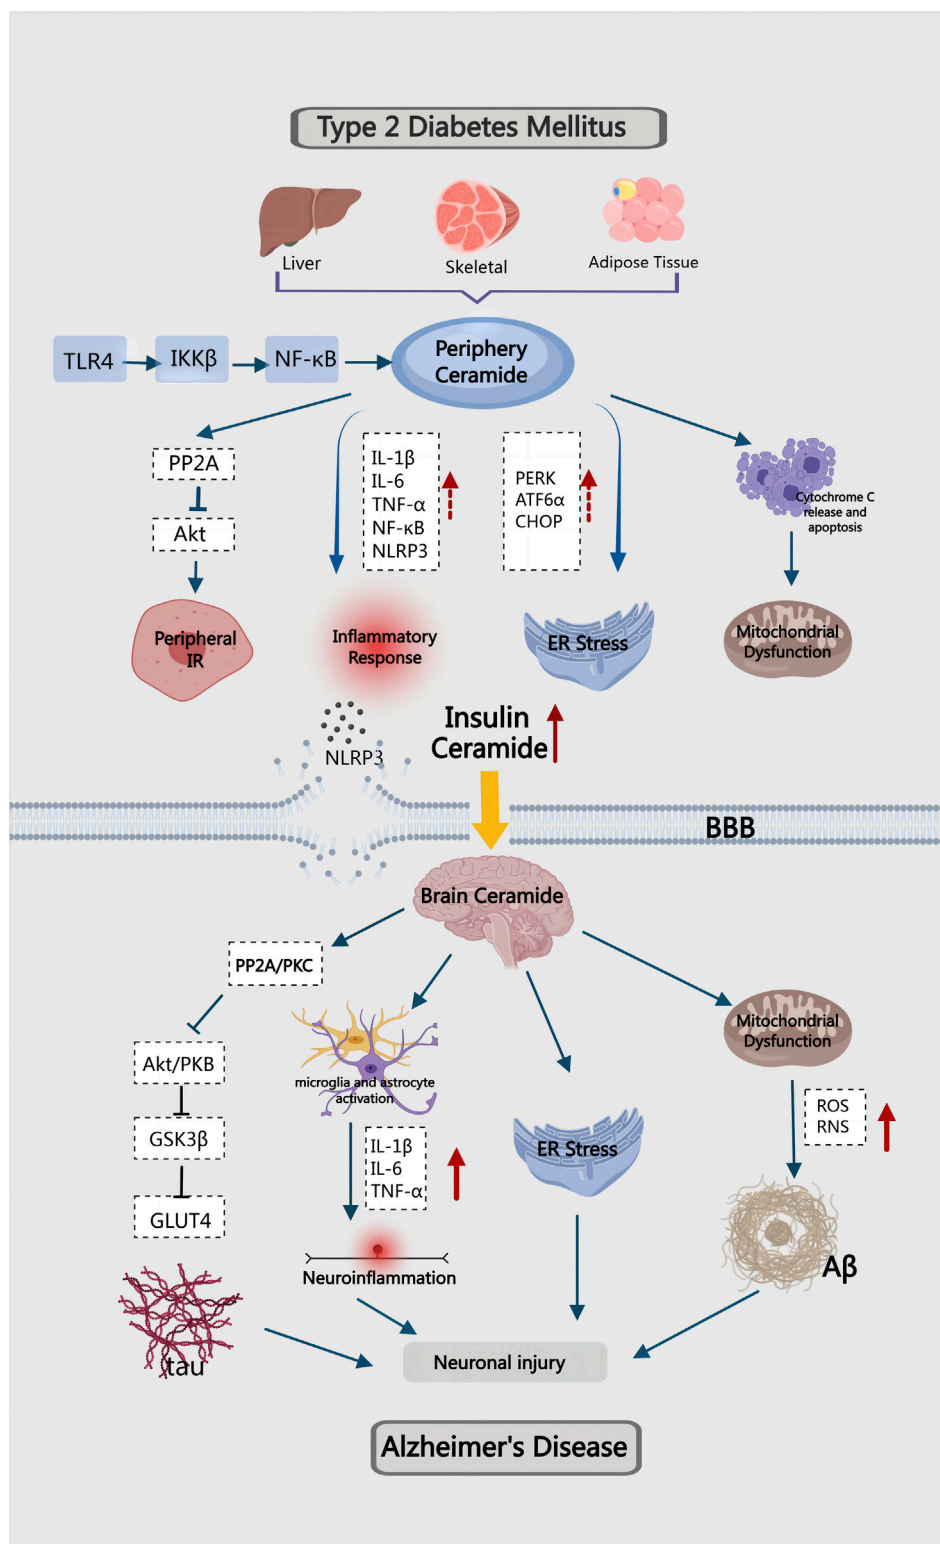 Type 2 Diabetes Mellitus
Liver
Skeletal
Adipose Tissue
TLR4
IKKβ
NF-κB
Periphery
Ceramide
PP2A
Akt
Peripheral
IR
IL-1β
IL-6
TNF-α
NF-κB
NLRP3
Inflammatory
Response
NLRP3
PERK
ATF6α
CHOP
ER Stress
Cytochrome C
release and
apoptosis
Mitochondrial
Dysfunction
Insulin
Ceramide
BBB
Brain Ceramide
PP2A/PKC
Akt/PKB
GSK3β
GLUT4
tau
microglia and astrocyte
activation
IL-1β
IL-6
TNF-α
Neuroinflammation
ER Stress
Mitochondrial
Dysfunction
ROS
RNS
Aβ
Neuronal injury
Alzheimer's Disease